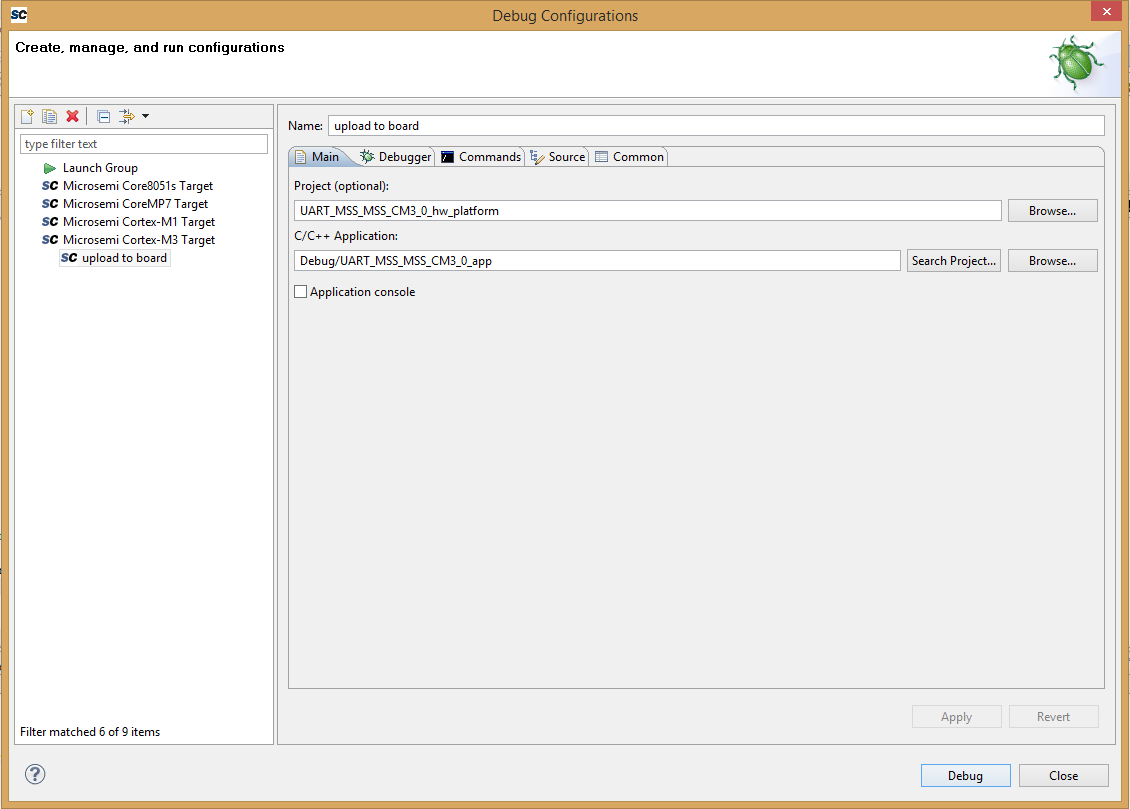 SC
Debug Configurations
Create, manage, and run configurations
type filter text
Launch Group
SC Microsemi Core8051s Target
SC Microsemi CoreMP7 Target
SC Microsemi Cortex-M1 Target
SC Microsemi Cortex-M3 Target
SC upload to board
Filter matched 6 of 9 items
Name: upload to board
Main Debugger Commands Source Common
Project (optional):
UART_MSS_MSS_CM3_0_hw_platform Browse...
C/C++ Application:
Debug/UART_MSS_MSS_CM3_0_app Search Project... Browse...
Application console
Apply Revert
? Debug Close